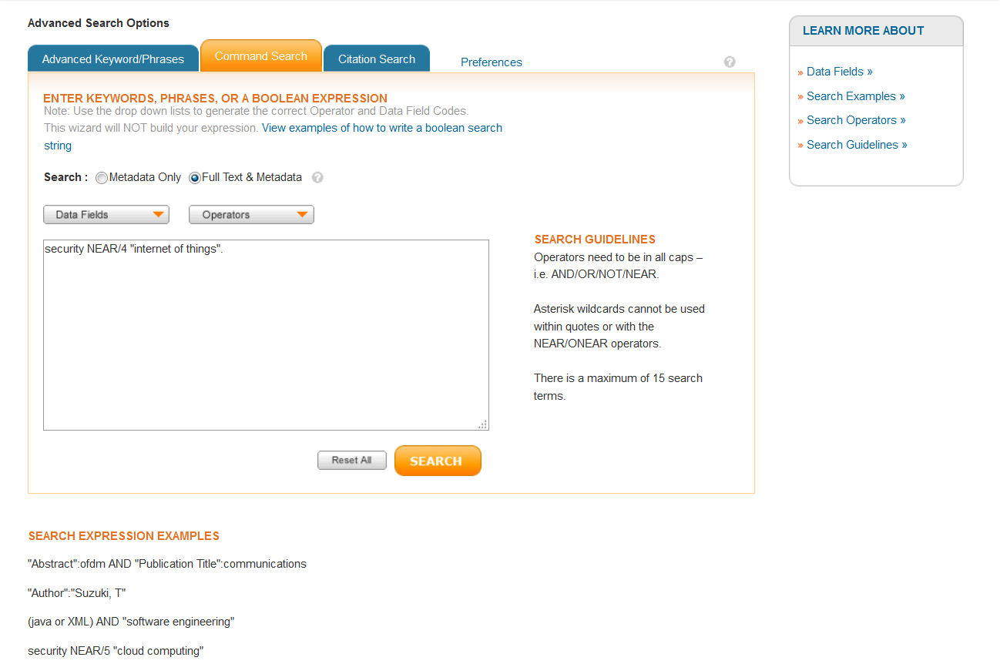 Advanced Search Options
Advanced Keyword/Phrases
Command Search
Citation Search
Preferences
?
ENTER KEYWORDS, PHRASES, OR A BOOLEAN EXPRESSION
Note: Use the drop down lists to generate the correct Operator and Data Field Codes.
This wizard will NOT build your expression. View examples of how to write a boolean search
string
Search : Metadata Only Full Text & Metadata ?
Data Fields
Operators
security NEAR/4 "internet of things".
SEARCH GUIDELINES
Operators need to be in all caps –
i.e. AND/OR/NOT/NEAR.
Asterisk wildcards cannot be used
within quotes or with the
NEAR/ONEAR operators.
There is a maximum of 15 search
terms.
Reset All
SEARCH
LEARN MORE ABOUT
» Data Fields »
» Search Examples »
» Search Operators »
» Search Guidelines »
SEARCH EXPRESSION EXAMPLES
"Abstract":ofdm AND "Publication Title":communications
"Author":"Suzuki, T"
(java or XML) AND "software engineering"
security NEAR/5 "cloud computing"